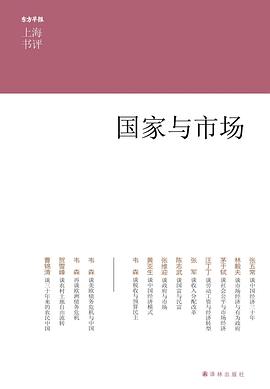 东方早报
上海
书评
国家与市场
张五常 谈中国经济三十年
林毅夫 谈市场经济与有为政府
茅于轼 谈社会公平与市场经济
汪丁丁 谈劳动工资与经济转型
张 军 谈收入分配改革
陈志武 谈国富与民富
张维迎 谈政府与市场
黄亚生 谈中国经济模式
韦 森 谈税收与预算民主
韦 森 谈美欧债务危机与中国
韦 森 再谈欧洲债务危机
贺雪峰 谈农村土地自由流转
曹锦清 谈三十年来的农民中国
译林出版社